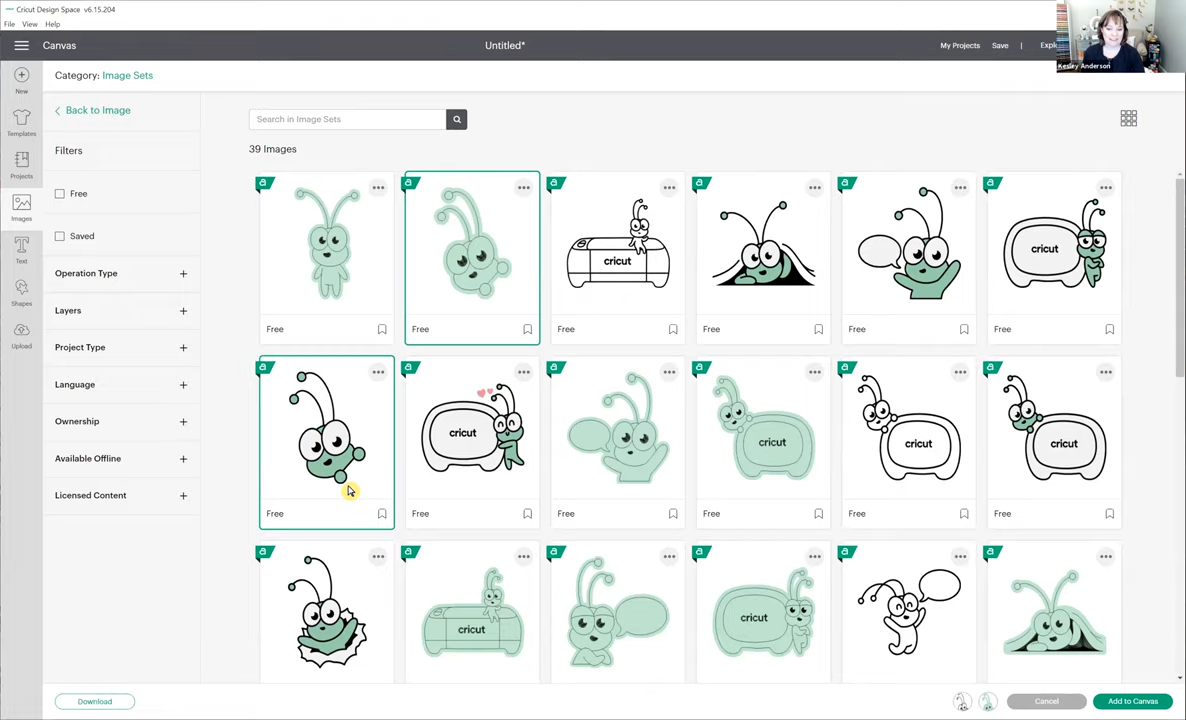 Cricut Design Space v6.15.204
File View Help
Canvas
Untitled*
My Projects Save | Expl
Kesley Anderson
Category: Image Sets
New
Templates
Projects
Images
Text
Shapes
Upload
Back to Image
Filters
Free
Saved
Operation Type +
Layers +
Project Type +
Language +
Ownership +
Available Offline +
Licensed Content +
Search in Image Sets
39 Images
a a a a a a
cricut cricut
Free Free Free Free Free Free
a a a a a a
cricut cricut cricut cricut
Free Free Free Free Free Free
a a a a a a
cricut cricut
Download
Cancel
Add to Canvas